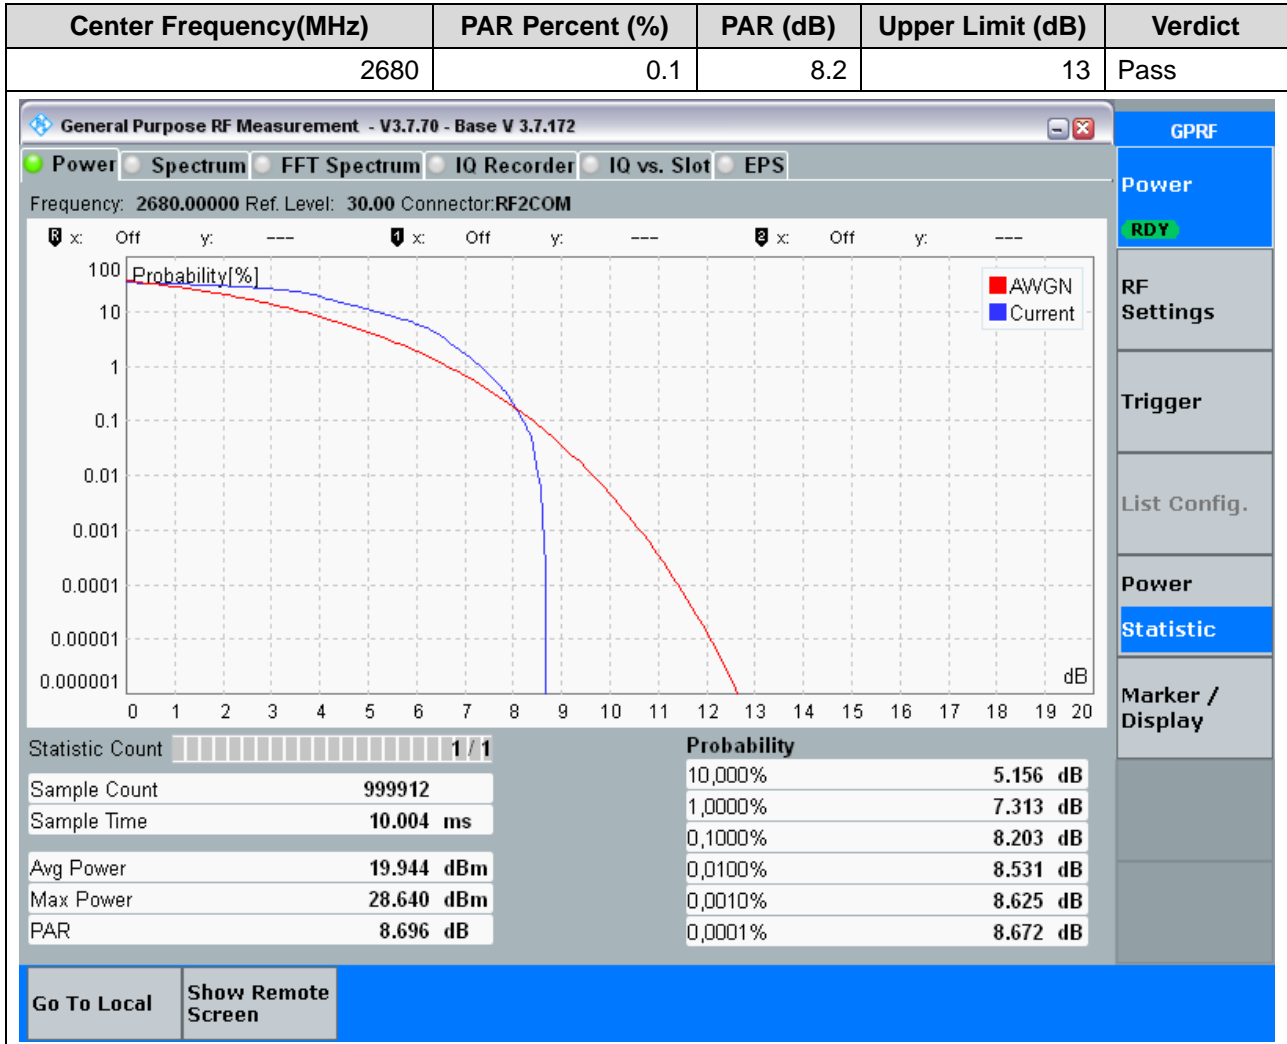 Center Frequency(MHz) PAR Percent (%) PAR (dB) Upper Limit (dB) Verdict
2680 0.1 8.2 13 Pass
General Purpose RF Measurement - V3.7.70 - Base V 3.7.172
GPRF
Power Spectrum FFT Spectrum IQ Recorder IQ vs. Slot EPS
Frequency: 2680.00000 Ref. Level: 30.00 Connector:RF2COM
R x: Off y: --- 1 x: Off y: --- 2 x: Off y: ---
Probability[%]
AWGN
Current
100
10
1
0.1
0.01
0.001
0.0001
0.00001
0.000001
dB
0 1 2 3 4 5 6 7 8 9 10 11 12 13 14 15 16 17 18 19 20
Statistic Count 1 / 1
Sample Count 999912
Sample Time 10.004 ms
Avg Power 19.944 dBm
Max Power 28.640 dBm
PAR 8.696 dB
Probability
10,000% 5.156 dB
1,0000% 7.313 dB
0,1000% 8.203 dB
0,0100% 8.531 dB
0,0010% 8.625 dB
0,0001% 8.672 dB
Power
RDY
RF
Settings
Trigger
List Config.
Power
Statistic
Marker /
Display
Go To Local
Show Remote
Screen